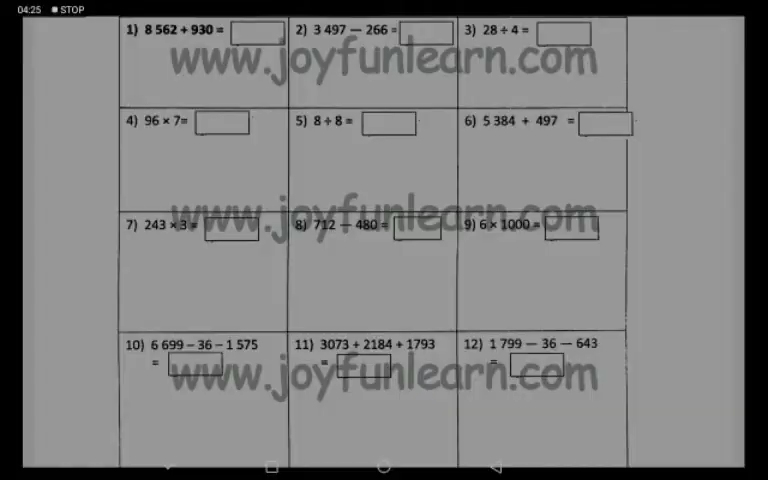 04:25 STOP
1) 8 562 + 930 =
2) 3 497 — 266 =
3) 28 ÷ 4 =
www.joyfunlearn.com
4) 96 × 7=
5) 8 ÷ 8 =
6) 5 384 + 497 =
www.joyfunlearn.com
7) 243 × 3 =
8) 712 — 480 =
9) 6 × 1000 =
10) 6 699 – 36 – 1 575
=
11) 3073 + 2184 + 1793
=
12) 1 799 — 36 — 643
=
www.joyfunlearn.com